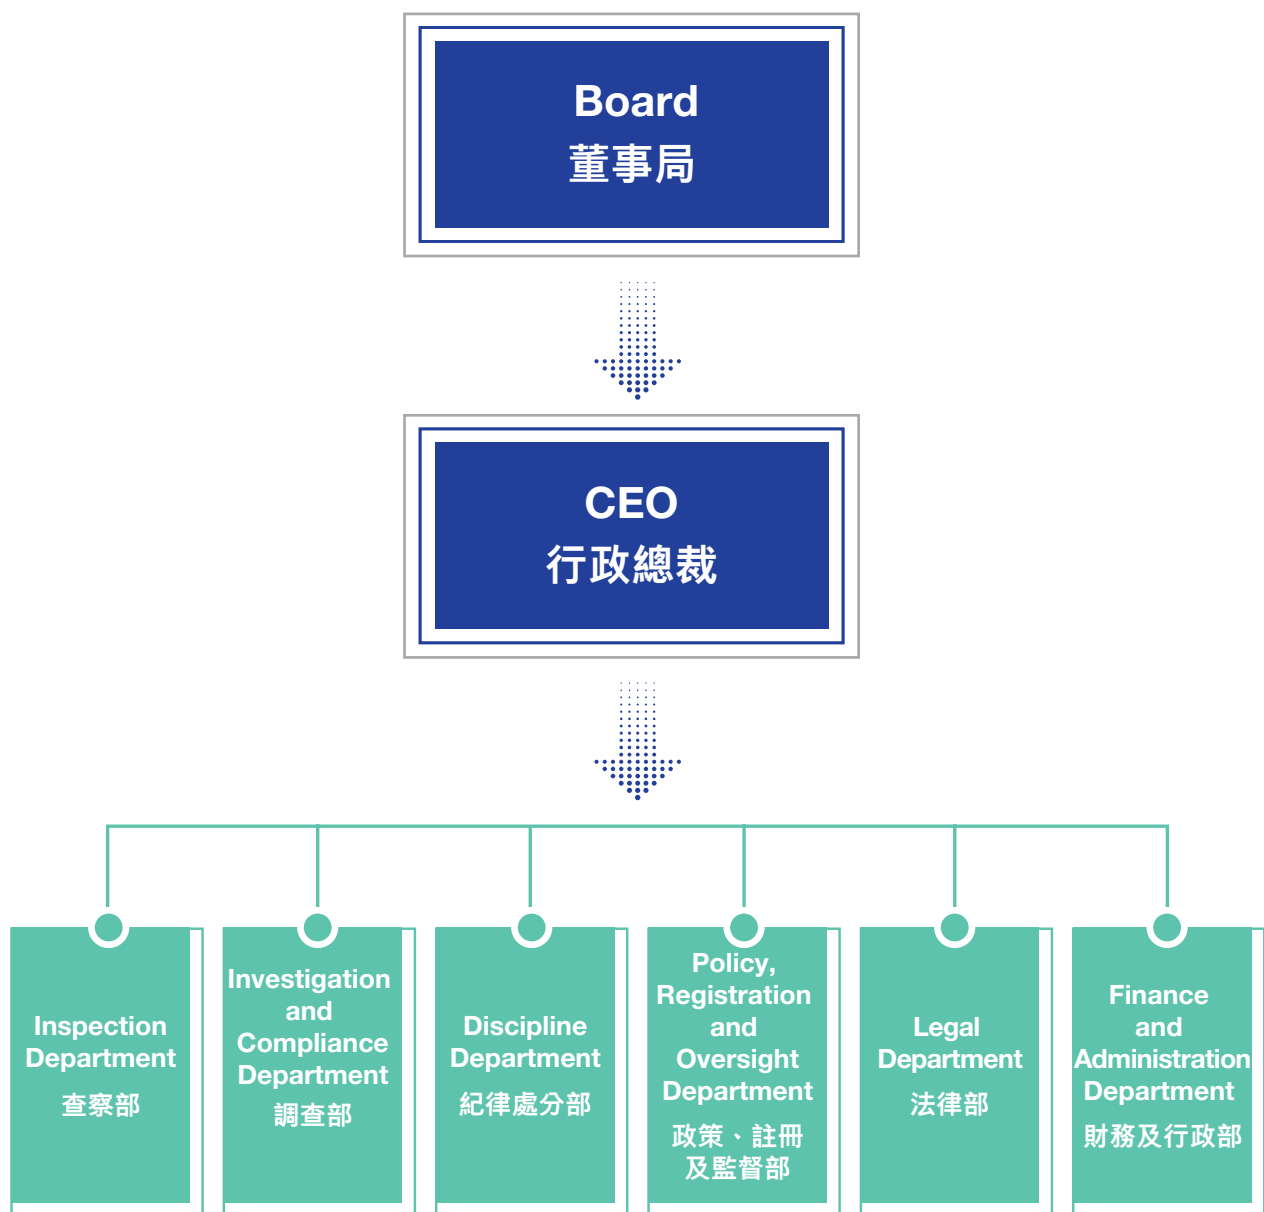 Board
董事局
CEO
行政總裁
Inspection
Department
查察部
Investigation
and
Compliance
Department
調查部
Discipline
Department
紀律處分部
Policy,
Registration
and
Oversight
Department
政策、註冊
及監督部
Legal
Department
法律部
Finance
and
Administration
Department
財務及行政部